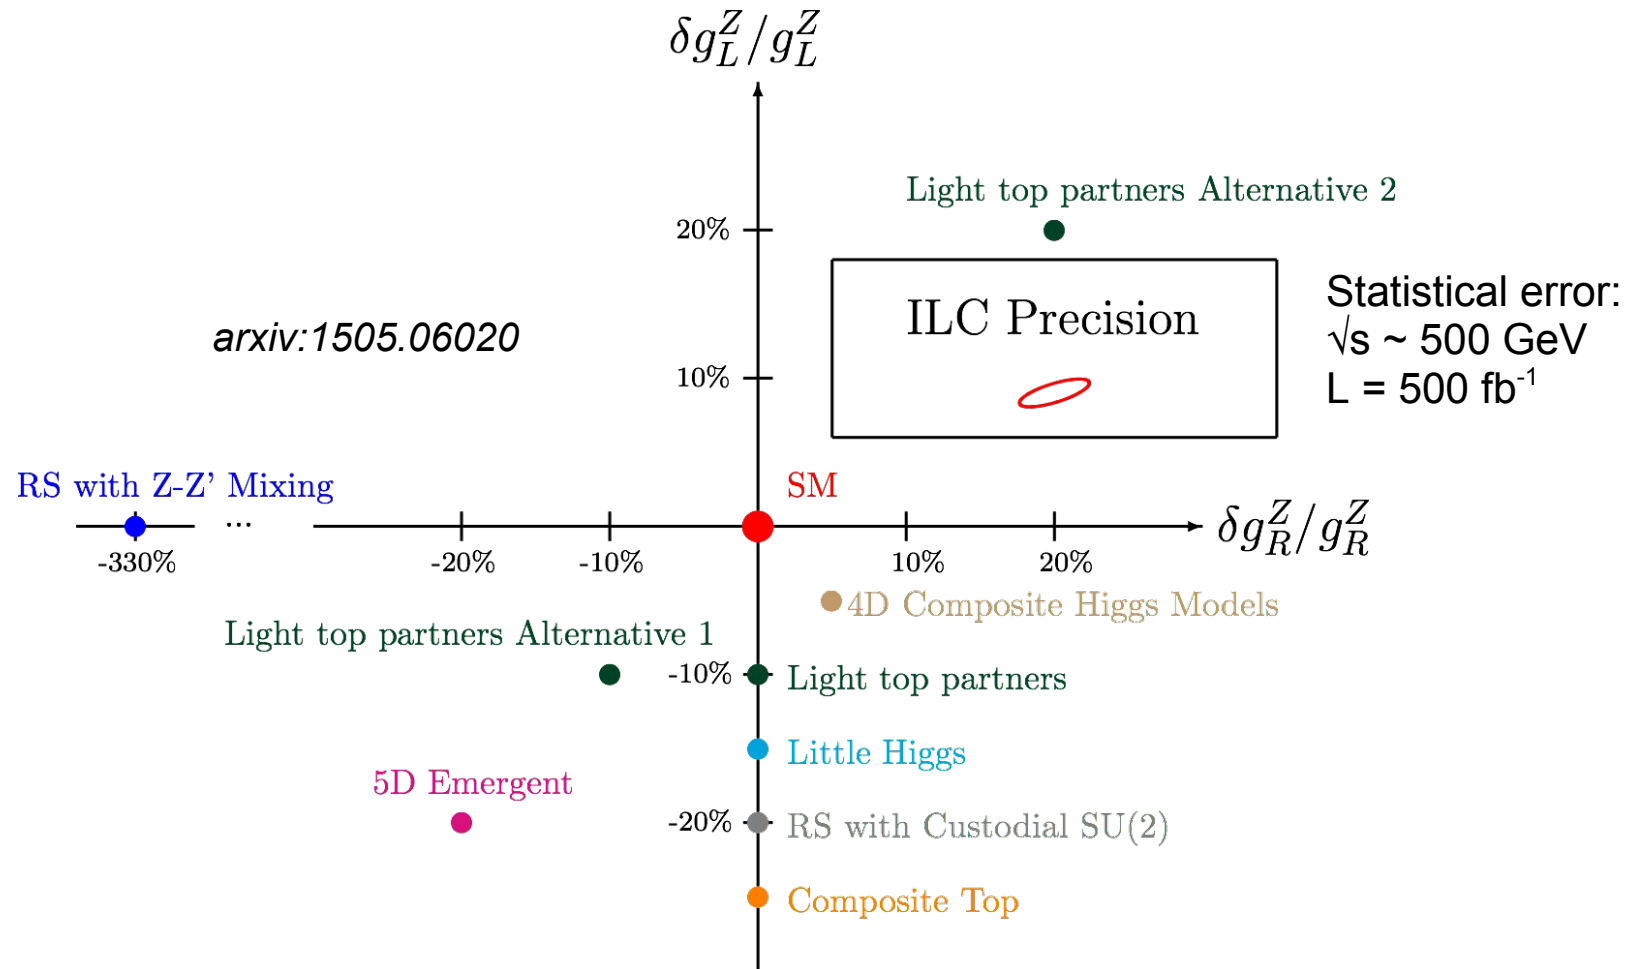 δg_L^Z/g_L^Z
Light top partners Alternative 2
20%
ILC Precision
Statistical error:
√s ~ 500 GeV
L = 500 fb⁻¹
arxiv:1505.06020
10%
RS with Z-Z’ Mixing
SM
...
δg_R^Z/g_R^Z
-330%
-20%
-10%
10%
20%
4D Composite Higgs Models
Light top partners Alternative 1
-10%
Light top partners
Little Higgs
5D Emergent
-20%
RS with Custodial SU(2)
Composite Top